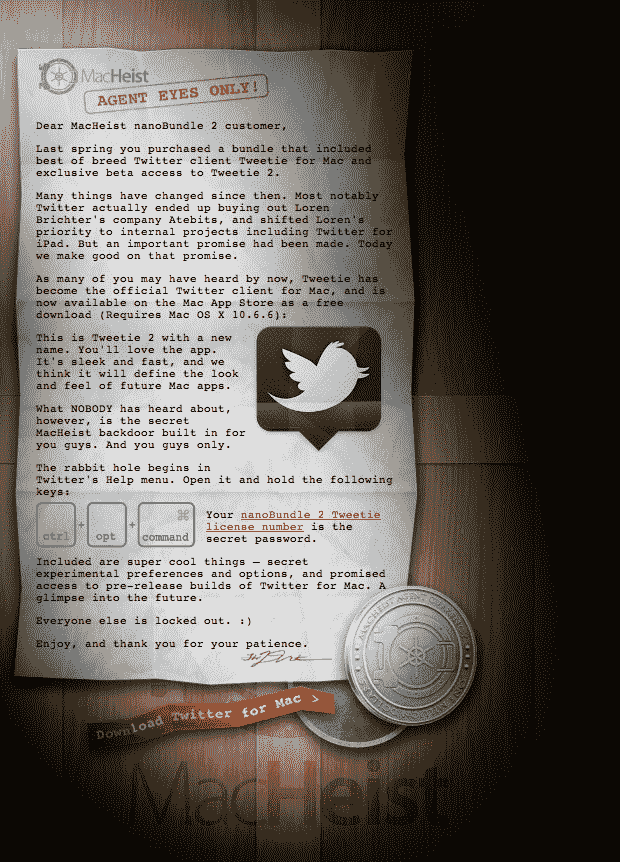 MacHeist
AGENT EYES ONLY!
Dear MacHeist nanoBundle 2 customer,
Last spring you purchased a bundle that included
best of breed Twitter client Tweetie for Mac and
exclusive beta access to Tweetie 2.
Many things have changed since then. Most notably
Twitter actually ended up buying out Loren
Brichter's company Atebits, and shifted Loren's
priority to internal projects including Twitter for
iPad. But an important promise had been made. Today
we make good on that promise.
As many of you may have heard by now, Tweetie has
become the official Twitter client for Mac, and is
now available on the Mac App Store as a free
download (Requires Mac OS X 10.6.6):
This is Tweetie 2 with a new
name. You'll love the app.
It's sleek and fast, and we
think it will define the look
and feel of future Mac apps.
What NOBODY has heard about,
however, is the secret
MacHeist backdoor built in for
you guys. And you guys only.
The rabbit hole begins in
Twitter's Help menu. Open it and hold the following
keys:
ctrl + opt + ⌘ command
Your nanoBundle 2 Tweetie
license number is the
secret password.
Included are super cool things — secret
experimental preferences and options, and promised
access to pre-release builds of Twitter for Mac. A
glimpse into the future.
Everyone else is locked out. :)
Enjoy, and thank you for your patience.
Download Twitter for Mac >
MacHeist